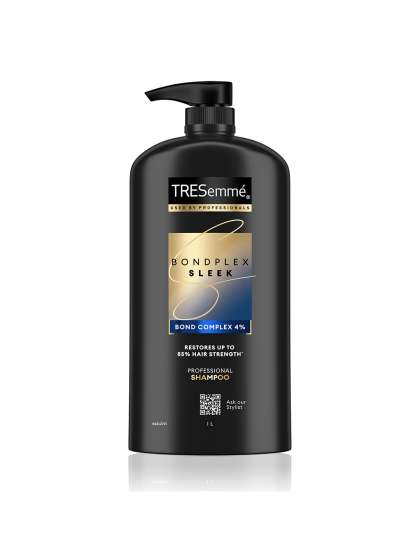 TRESemmé®
USED BY PROFESSIONALS
BONDPLEX
SLEEK
BOND COMPLEX 4%
RESTORES UP TO
85% HAIR STRENGTH*
PROFESSIONAL
SHAMPOO
Ask our
Stylist
1 L